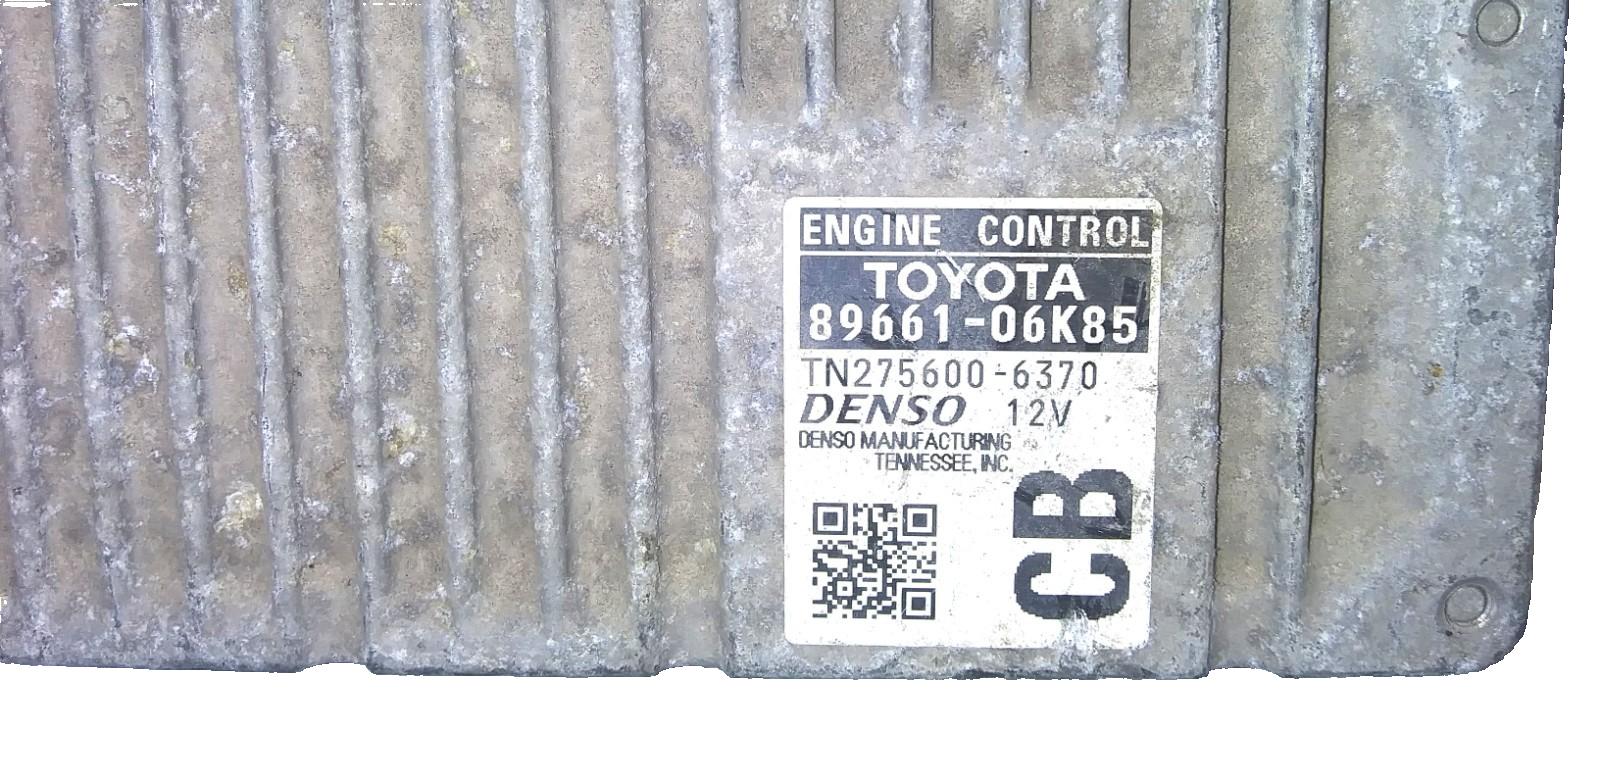 ENGINE CONTROL
TOYOTA
89661-06K85
TN275600-6370
DENSO 12V
DENSO MANUFACTURING
TENNESSEE, INC.
CB